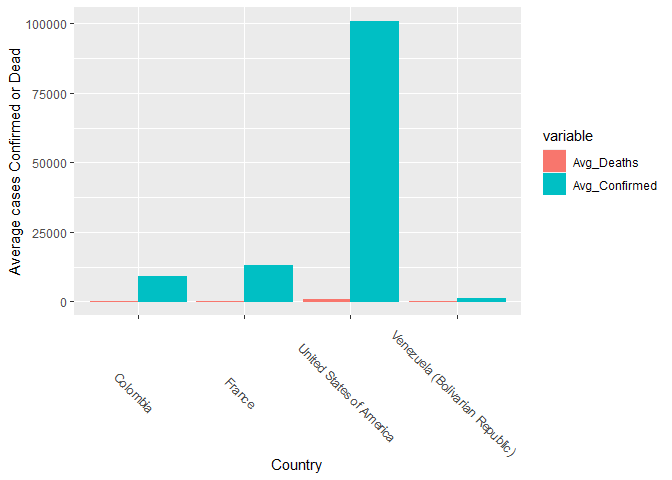 Average cases Confirmed or Dead
100000
75000
50000
25000
0
Colombia
France
United States of America
Venezuela (Bolivarian Republic)
Country
variable
Avg_Deaths
Avg_Confirmed